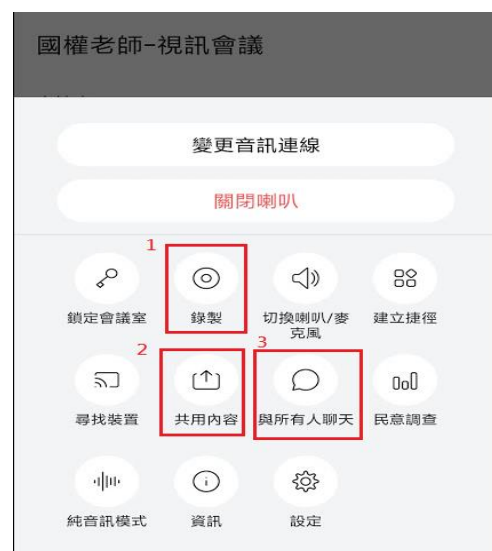 國權老師-視訊會議
變更音訊連線
關閉喇叭
1
鎖定會議室 錄製 切換喇叭/麥克風 建立捷徑
2 3
尋找裝置 共用內容 與所有人聊天 民意調查
純音訊模式 資訊 設定